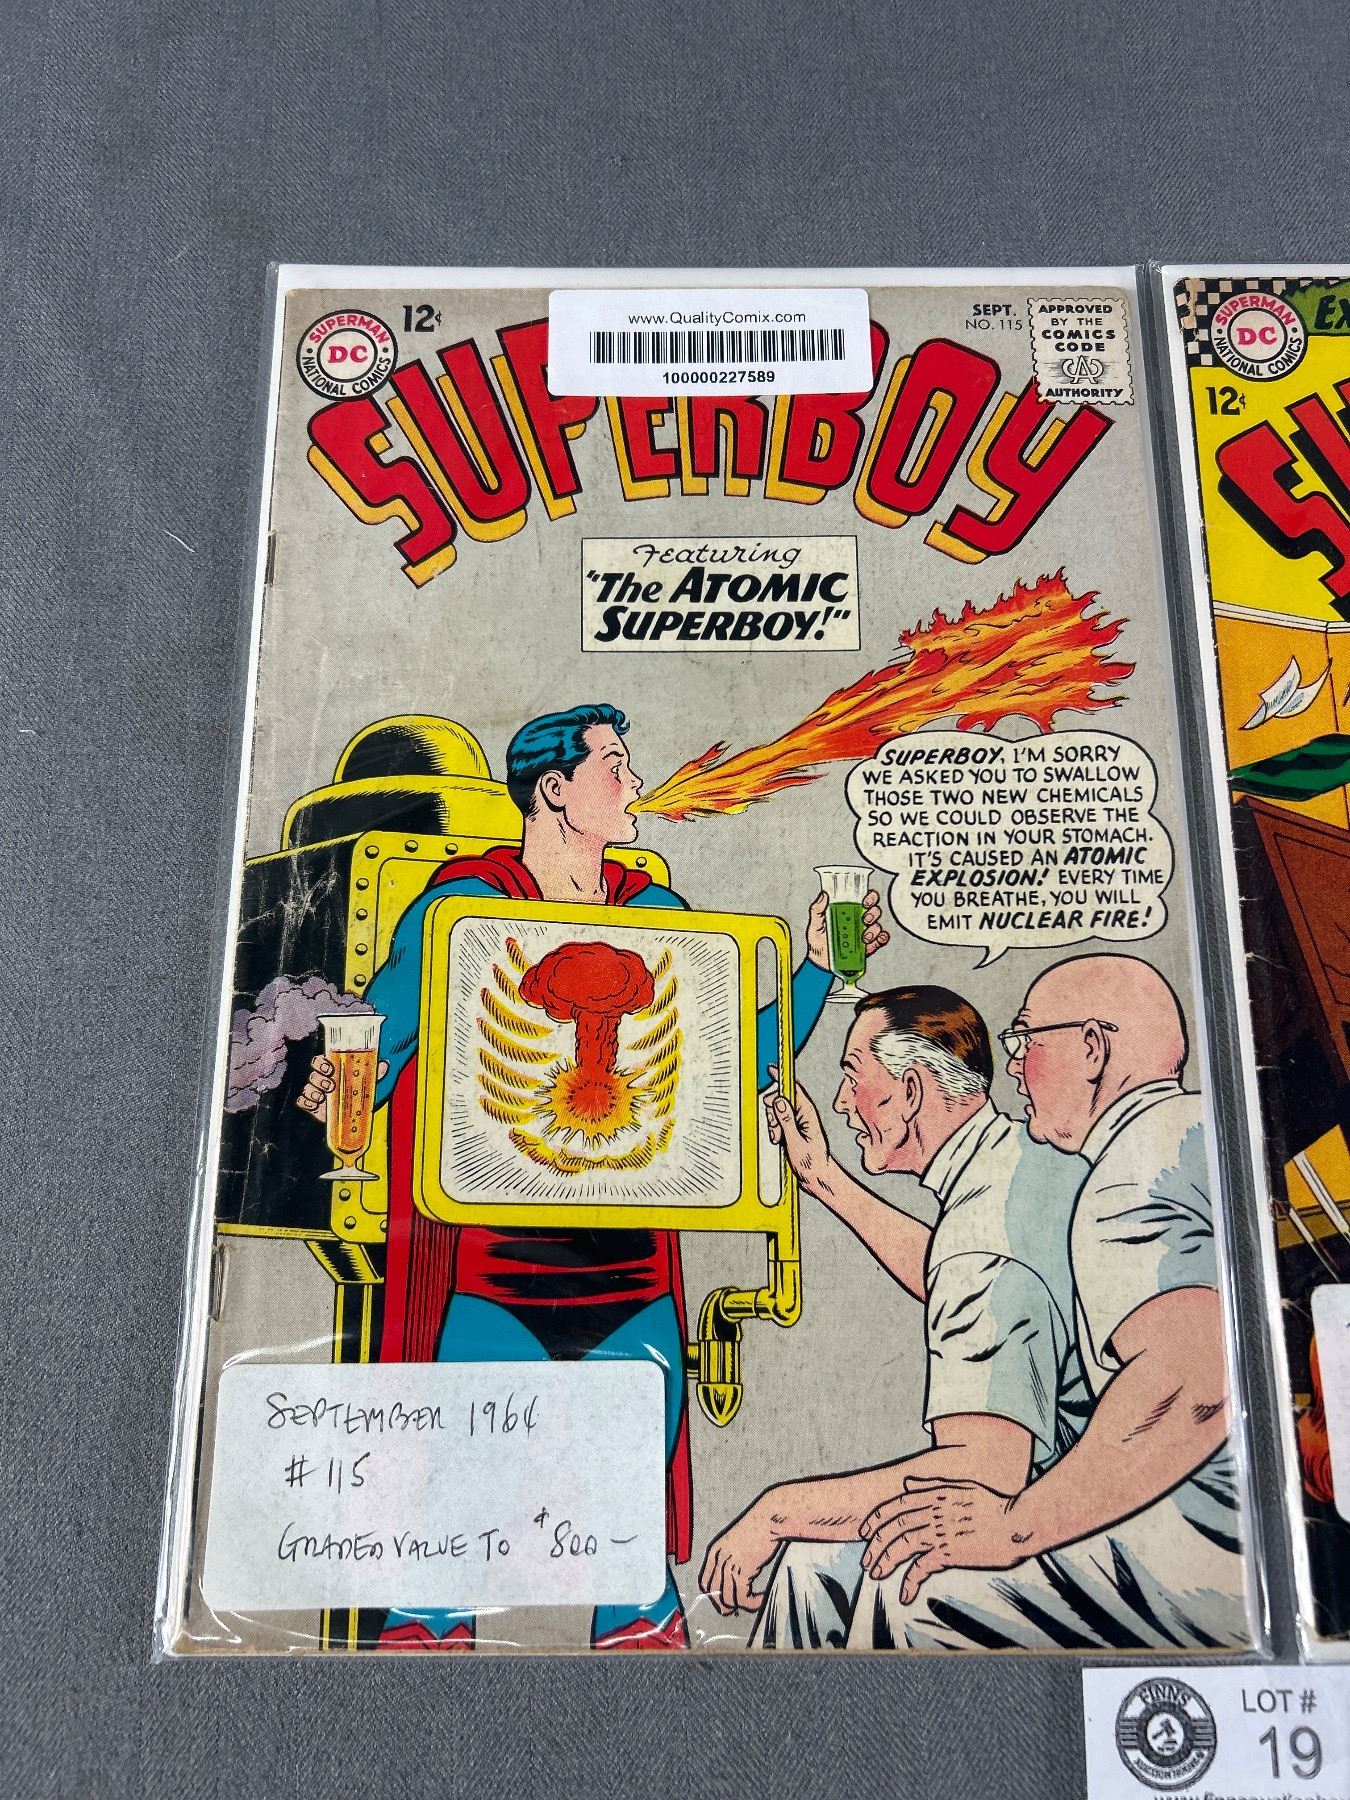 www.QualityComix.com
100000227589
SUPERMAN
DC
NATIONAL COMICS
12¢
SEPT.
NO. 115
APPROVED
BY THE
COMICS
CODE
AUTHORITY
SUPERBOY
Featuring
"The ATOMIC
SUPERBOY!"
SUPERBOY, I'M SORRY
WE ASKED YOU TO SWALLOW
THOSE TWO NEW CHEMICALS
SO WE COULD OBSERVE THE
REACTION IN YOUR STOMACH.
IT'S CAUSED AN ATOMIC
EXPLOSION! EVERY TIME
YOU BREATHE, YOU WILL
EMIT NUCLEAR FIRE!
SEPTEMBER 1964
# 115
GRADED VALUE TO $800 —
SUPERMAN
DC
NATIONAL COMICS
12¢
FINNS
LOT #
19